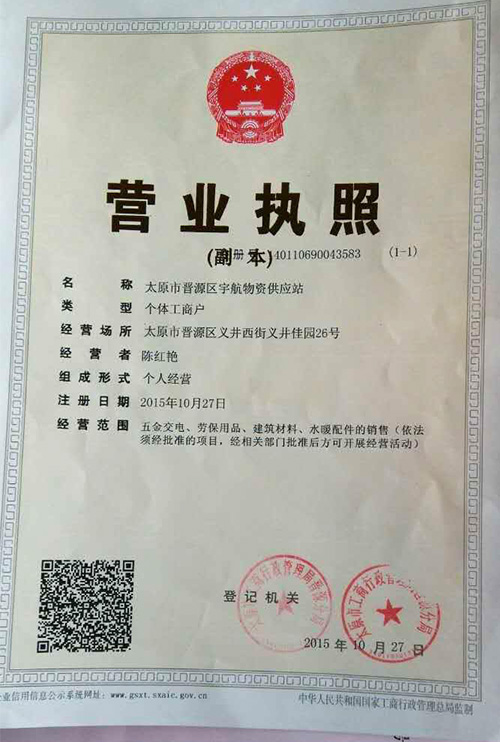 营业执照
(副 本)
册号 140110690043583 (1-1)
名 称 太原市晋源区宇航物资供应站
类 型 个体工商户
经营场所 太原市晋源区义井西街义井佳园26号
经 营 者 陈红艳
组成形式 个人经营
注册日期 2015年10月27日
经营范围 五金交电、劳保用品、建筑材料、水暖配件的销售（依法
须经批准的项目，经相关部门批准后方可开展经营活动）
登记机关
2015 年 10 月 27 日
业信用信息公示系统网址： www.gsxt.sxaic.gov.cn
中华人民共和国国家工商行政管理总局监制